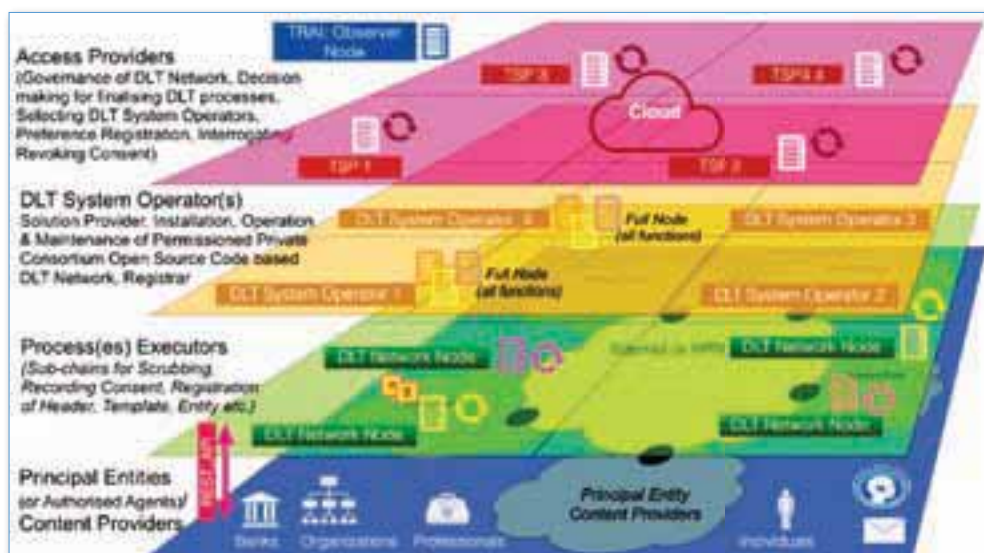 TRAI: Observer
Node
Access Providers
(Governance of DLT Network, Decision
making for finalising DLT processes,
Selecting DLT System Operators,
Preference Registration, Interrogating/
Revoking Consent)
TSP 3
TSP 4
Cloud
TSP 1
TSP 2
DLT System Operator(s)
Solution Provider, Installation, Operation
& Maintenance of Permissioned Private
Consortium Open Source Code based
DLT Network, Registrar
DLT System Operator
Full Node
(all functions)
DLT System Operator 3
Full Node
(all functions)
DLT System Operator 1
DLT System Operator 2
Process(es) Executors
(Sub-chains for Scrubbing,
Recording Consent, Registration
of Header, Template, Entity etc.)
DLT Network Node
DLT Network Node
DLT Network Node
DLT Network Node
REST API
Principal Entities
(or Authorised Agents)/
Content Providers
Principal Entity
Content Providers
Banks
Organizations
Professionals
Individuals